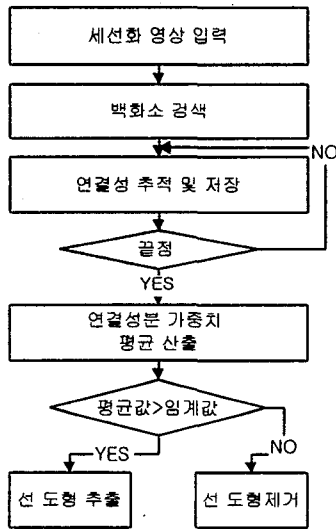 세선화 영상 입력
백화소 검색
NO
연결성 추적 및 저장
끝정
YES
연결성분 가중치
평균 산출
평균값>임계값
YES
NO
선 도형 추출
선 도형제거